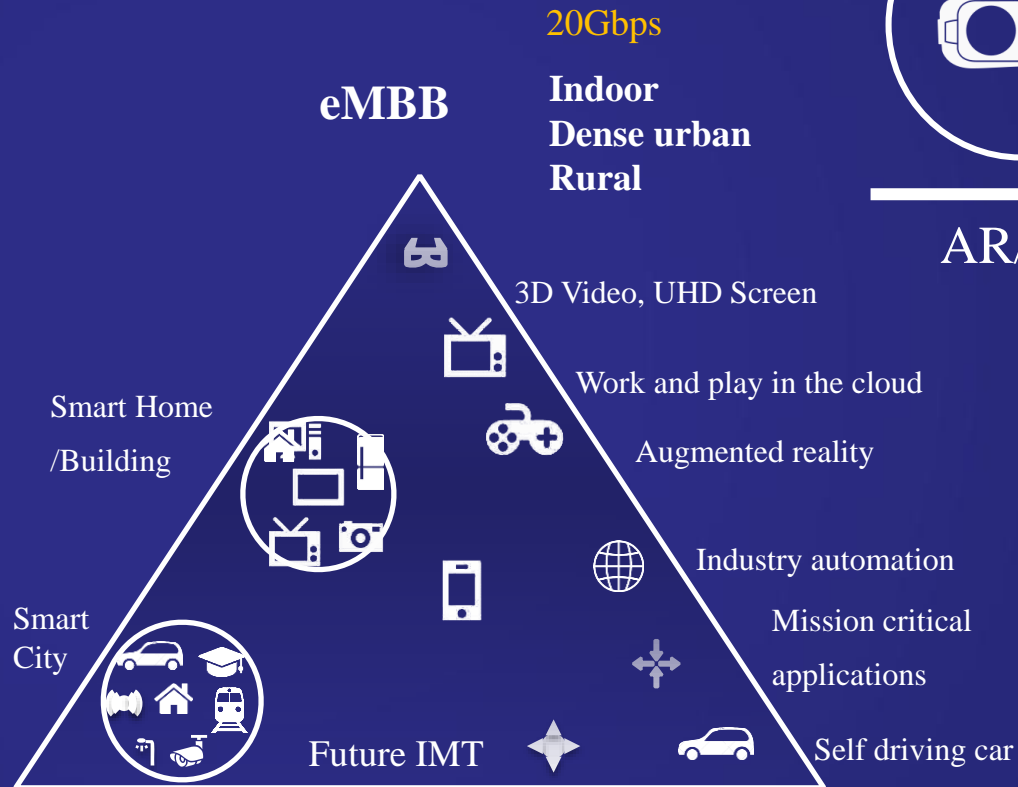 20Gbps
eMBB
Indoor
Dense urban
Rural
AR/
3D Video, UHD Screen
Work and play in the cloud
Smart Home
/Building
Augmented reality
Industry automation
Smart
City
Mission critical
applications
Future IMT
Self driving car